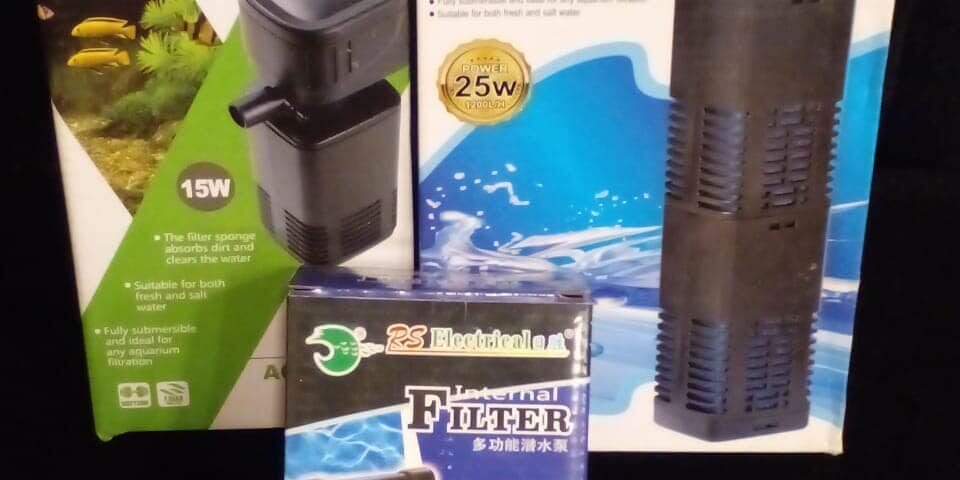 Suitable for both fresh and salt water
POWER
25W
1200L/H
15W
The filter sponge
absorbs dirt and
clears the water
Suitable for both
fresh and salt
water
Fully submersible
and ideal for
any aquarium
filtration
RS Electrical
Internal
FILTER
多功能潜水泵